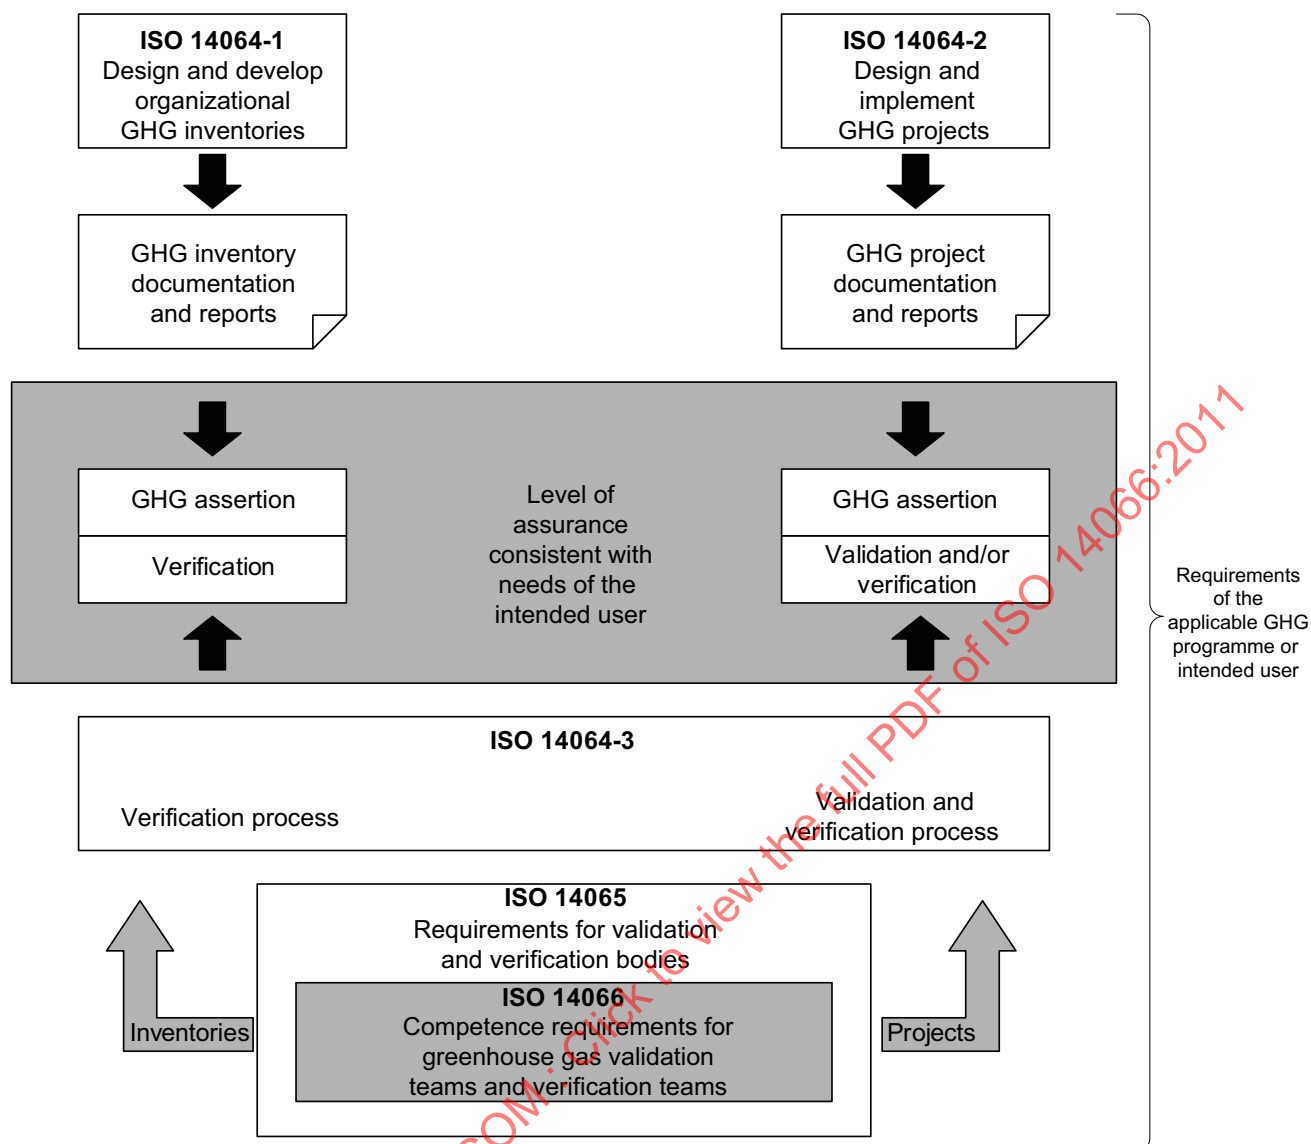 ISO 14064-1
Design and develop
organizational
GHG inventories
ISO 14064-2
Design and
implement
GHG projects
GHG inventory
documentation
and reports
GHG project
documentation
and reports
GHG assertion
Verification
Level of
assurance
consistent with
needs of the
intended user
GHG assertion
Validation and/or
verification
Requirements
of the
applicable GHG
programme or
intended user
ISO 14064-3
Verification process
Validation and
verification process
ISO 14065
Requirements for validation
and verification bodies
ISO 14066
Competence requirements for
greenhouse gas validation
teams and verification teams
Inventories
Projects
COM : Click to view the full PDF of ISO 14066:2011